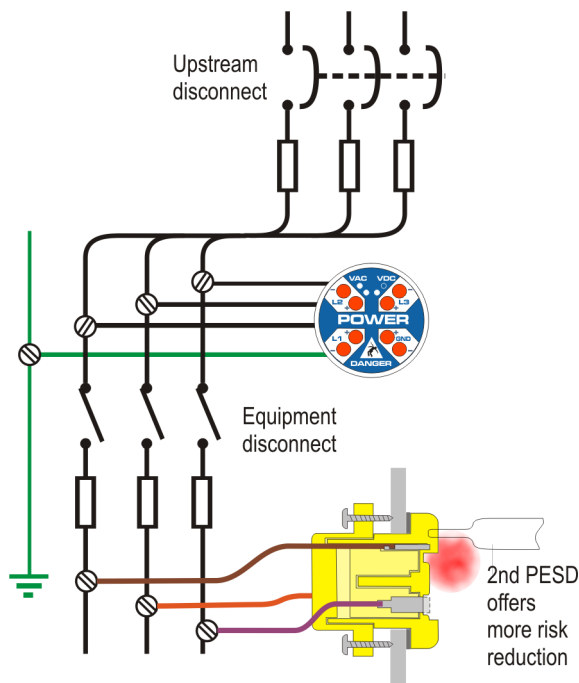 Upstream
disconnect
VAC VDC
L2 L3
POWER
L1 GND
DANGER
Equipment
disconnect
2nd PESD
offers
more risk
reduction